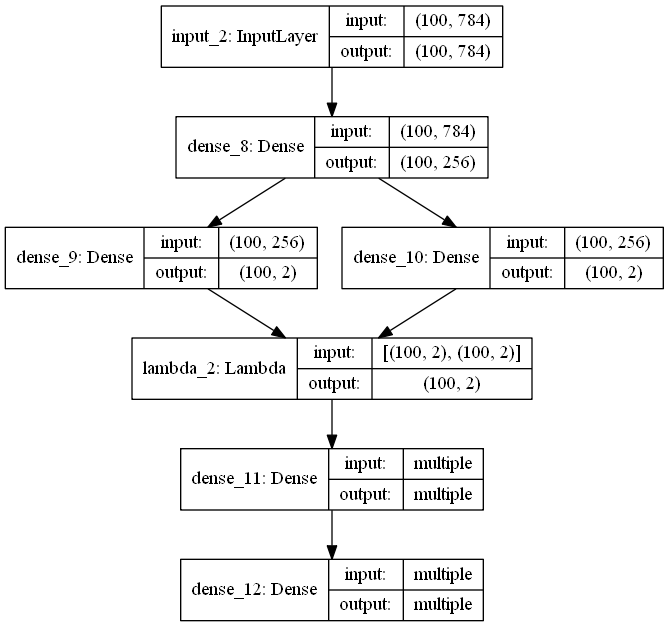 input_2: InputLayer
input: (100, 784)
output: (100, 784)
dense_8: Dense
input: (100, 784)
output: (100, 256)
dense_9: Dense
input: (100, 256)
output: (100, 2)
dense_10: Dense
input: (100, 256)
output: (100, 2)
lambda_2: Lambda
input: [(100, 2), (100, 2)]
output: (100, 2)
dense_11: Dense
input: multiple
output: multiple
dense_12: Dense
input: multiple
output: multiple